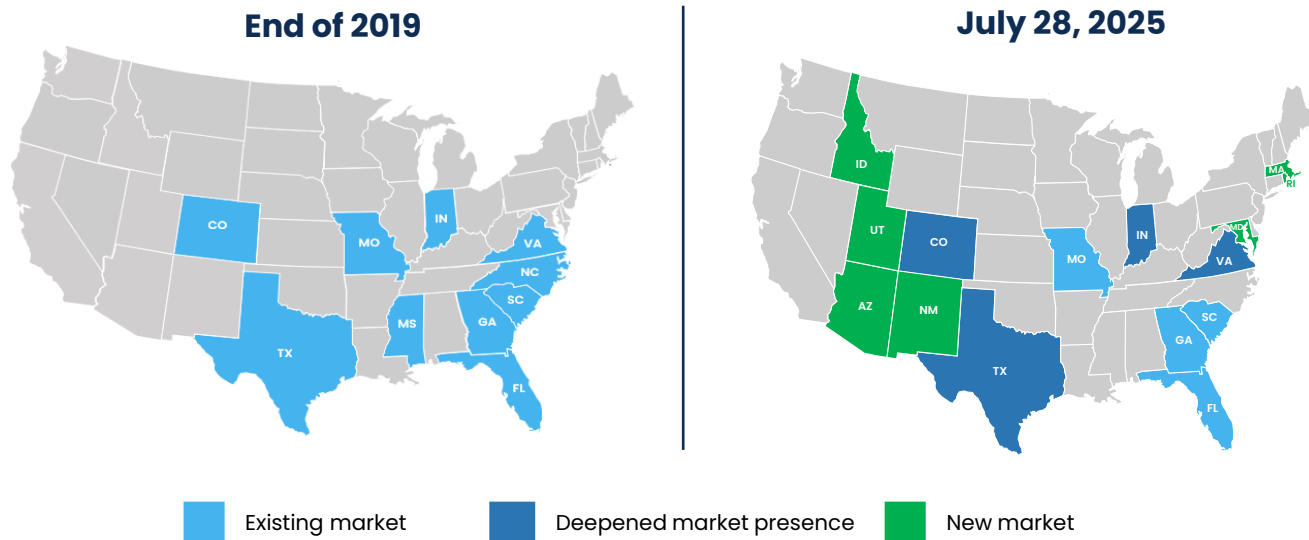 End of 2019
CO
MO
IN
VA
NC
SC
GA
MS
TX
FL
July 28, 2025
ID
MA
RI
UT
CO
IN
MD
VA
MO
AZ
NM
SC
GA
TX
FL
Existing market
Deepened market presence
New market